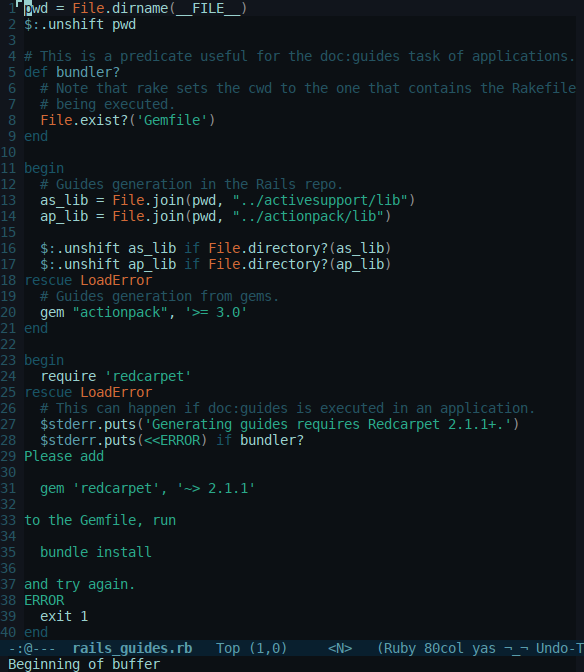 1 pwd = File.dirname(__FILE__)
2 $:.unshift pwd
3
4 # This is a predicate useful for the doc:guides task of applications.
5 def bundler?
6   # Note that rake sets the cwd to the one that contains the Rakefile
7   # being executed.
8   File.exist?('Gemfile')
9 end
10
11 begin
12   # Guides generation in the Rails repo.
13   as_lib = File.join(pwd, "../activesupport/lib")
14   ap_lib = File.join(pwd, "../actionpack/lib")
15
16   $:.unshift as_lib if File.directory?(as_lib)
17   $:.unshift ap_lib if File.directory?(ap_lib)
18 rescue LoadError
19   # Guides generation from gems.
20   gem "actionpack", '>= 3.0'
21 end
22
23 begin
24   require 'redcarpet'
25 rescue LoadError
26   # This can happen if doc:guides is executed in an application.
27   $stderr.puts('Generating guides requires Redcarpet 2.1.1+.')
28   $stderr.puts(<<ERROR) if bundler?
29 Please add
30
31   gem 'redcarpet', '~> 2.1.1'
32
33 to the Gemfile, run
34
35   bundle install
36
37 and try again.
38 ERROR
39   exit 1
40 end
-:@---  rails_guides.rb   Top (1,0)     <N>   (Ruby 80col yas ¬_¬ Undo-T
Beginning of buffer